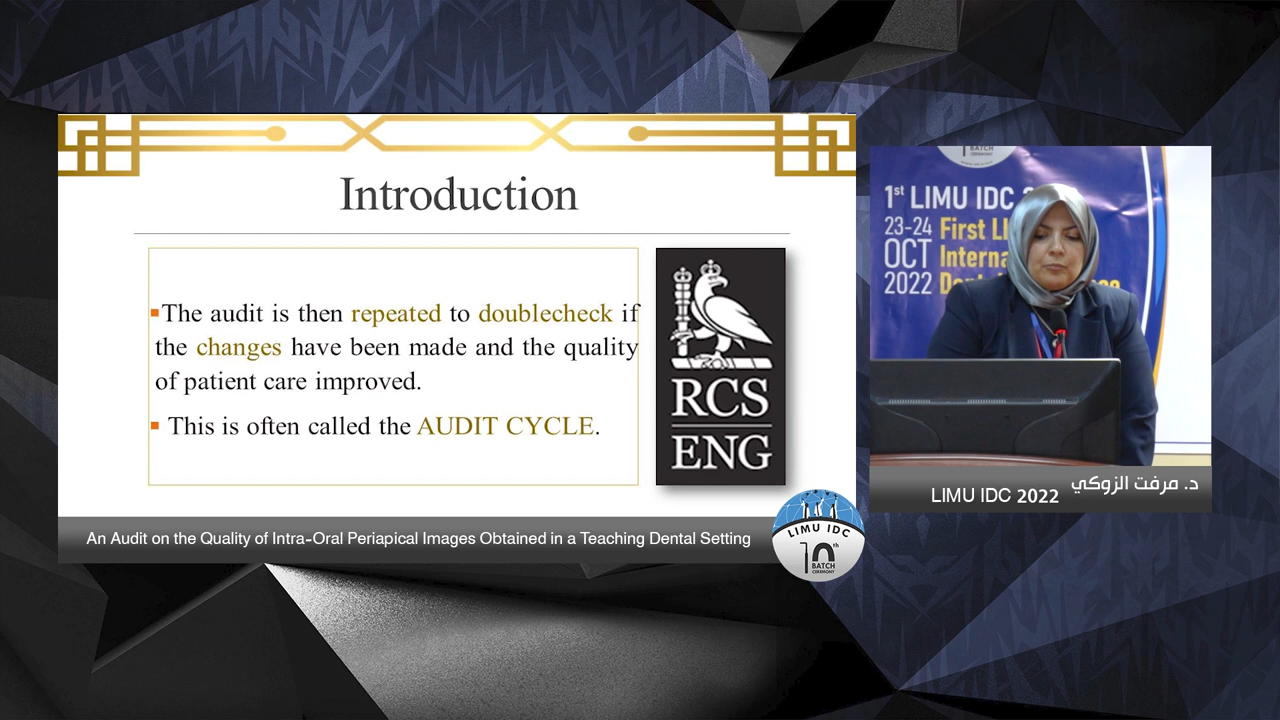 Introduction
▪The audit is then repeated to doublecheck if
the changes have been made and the quality
of patient care improved.
▪ This is often called the AUDIT CYCLE.
RCS
ENG
An Audit on the Quality of Intra-Oral Periapical Images Obtained in a Teaching Dental Setting
LIMU IDC
10th
BATCH
CEREMONY
BATCH
1st LIMU IDC
23-24 First
OCT
2022
د. مرفت الزوكي
LIMU IDC 2022